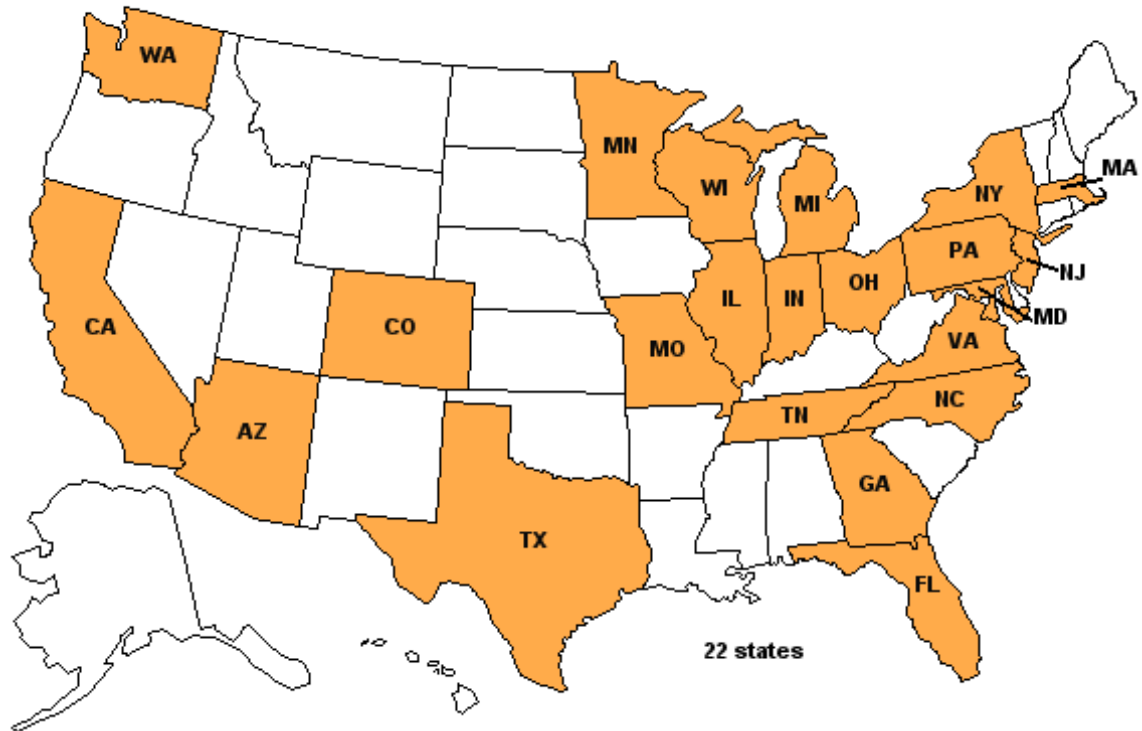 WA
MN
MA
WI
MI
NY
PA
OH
NJ
IL
IN
CA
CO
MD
MO
VA
NC
TN
AZ
GA
TX
FL
22 states